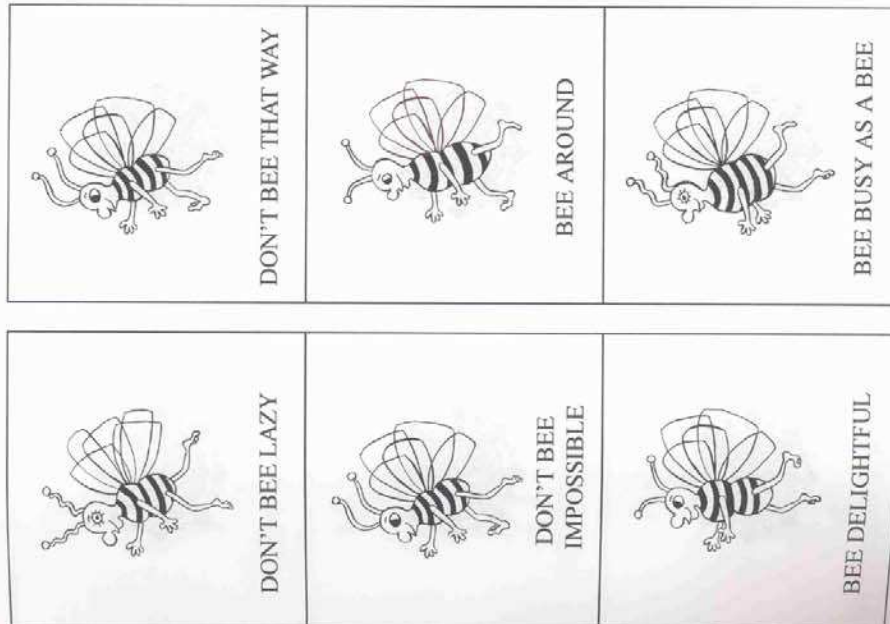 DON'T BEE LAZY
DON'T BEE THAT WAY
DON'T BEE
IMPOSSIBLE
BEE AROUND
BEE DELIGHTFUL
BEE BUSY AS A BEE